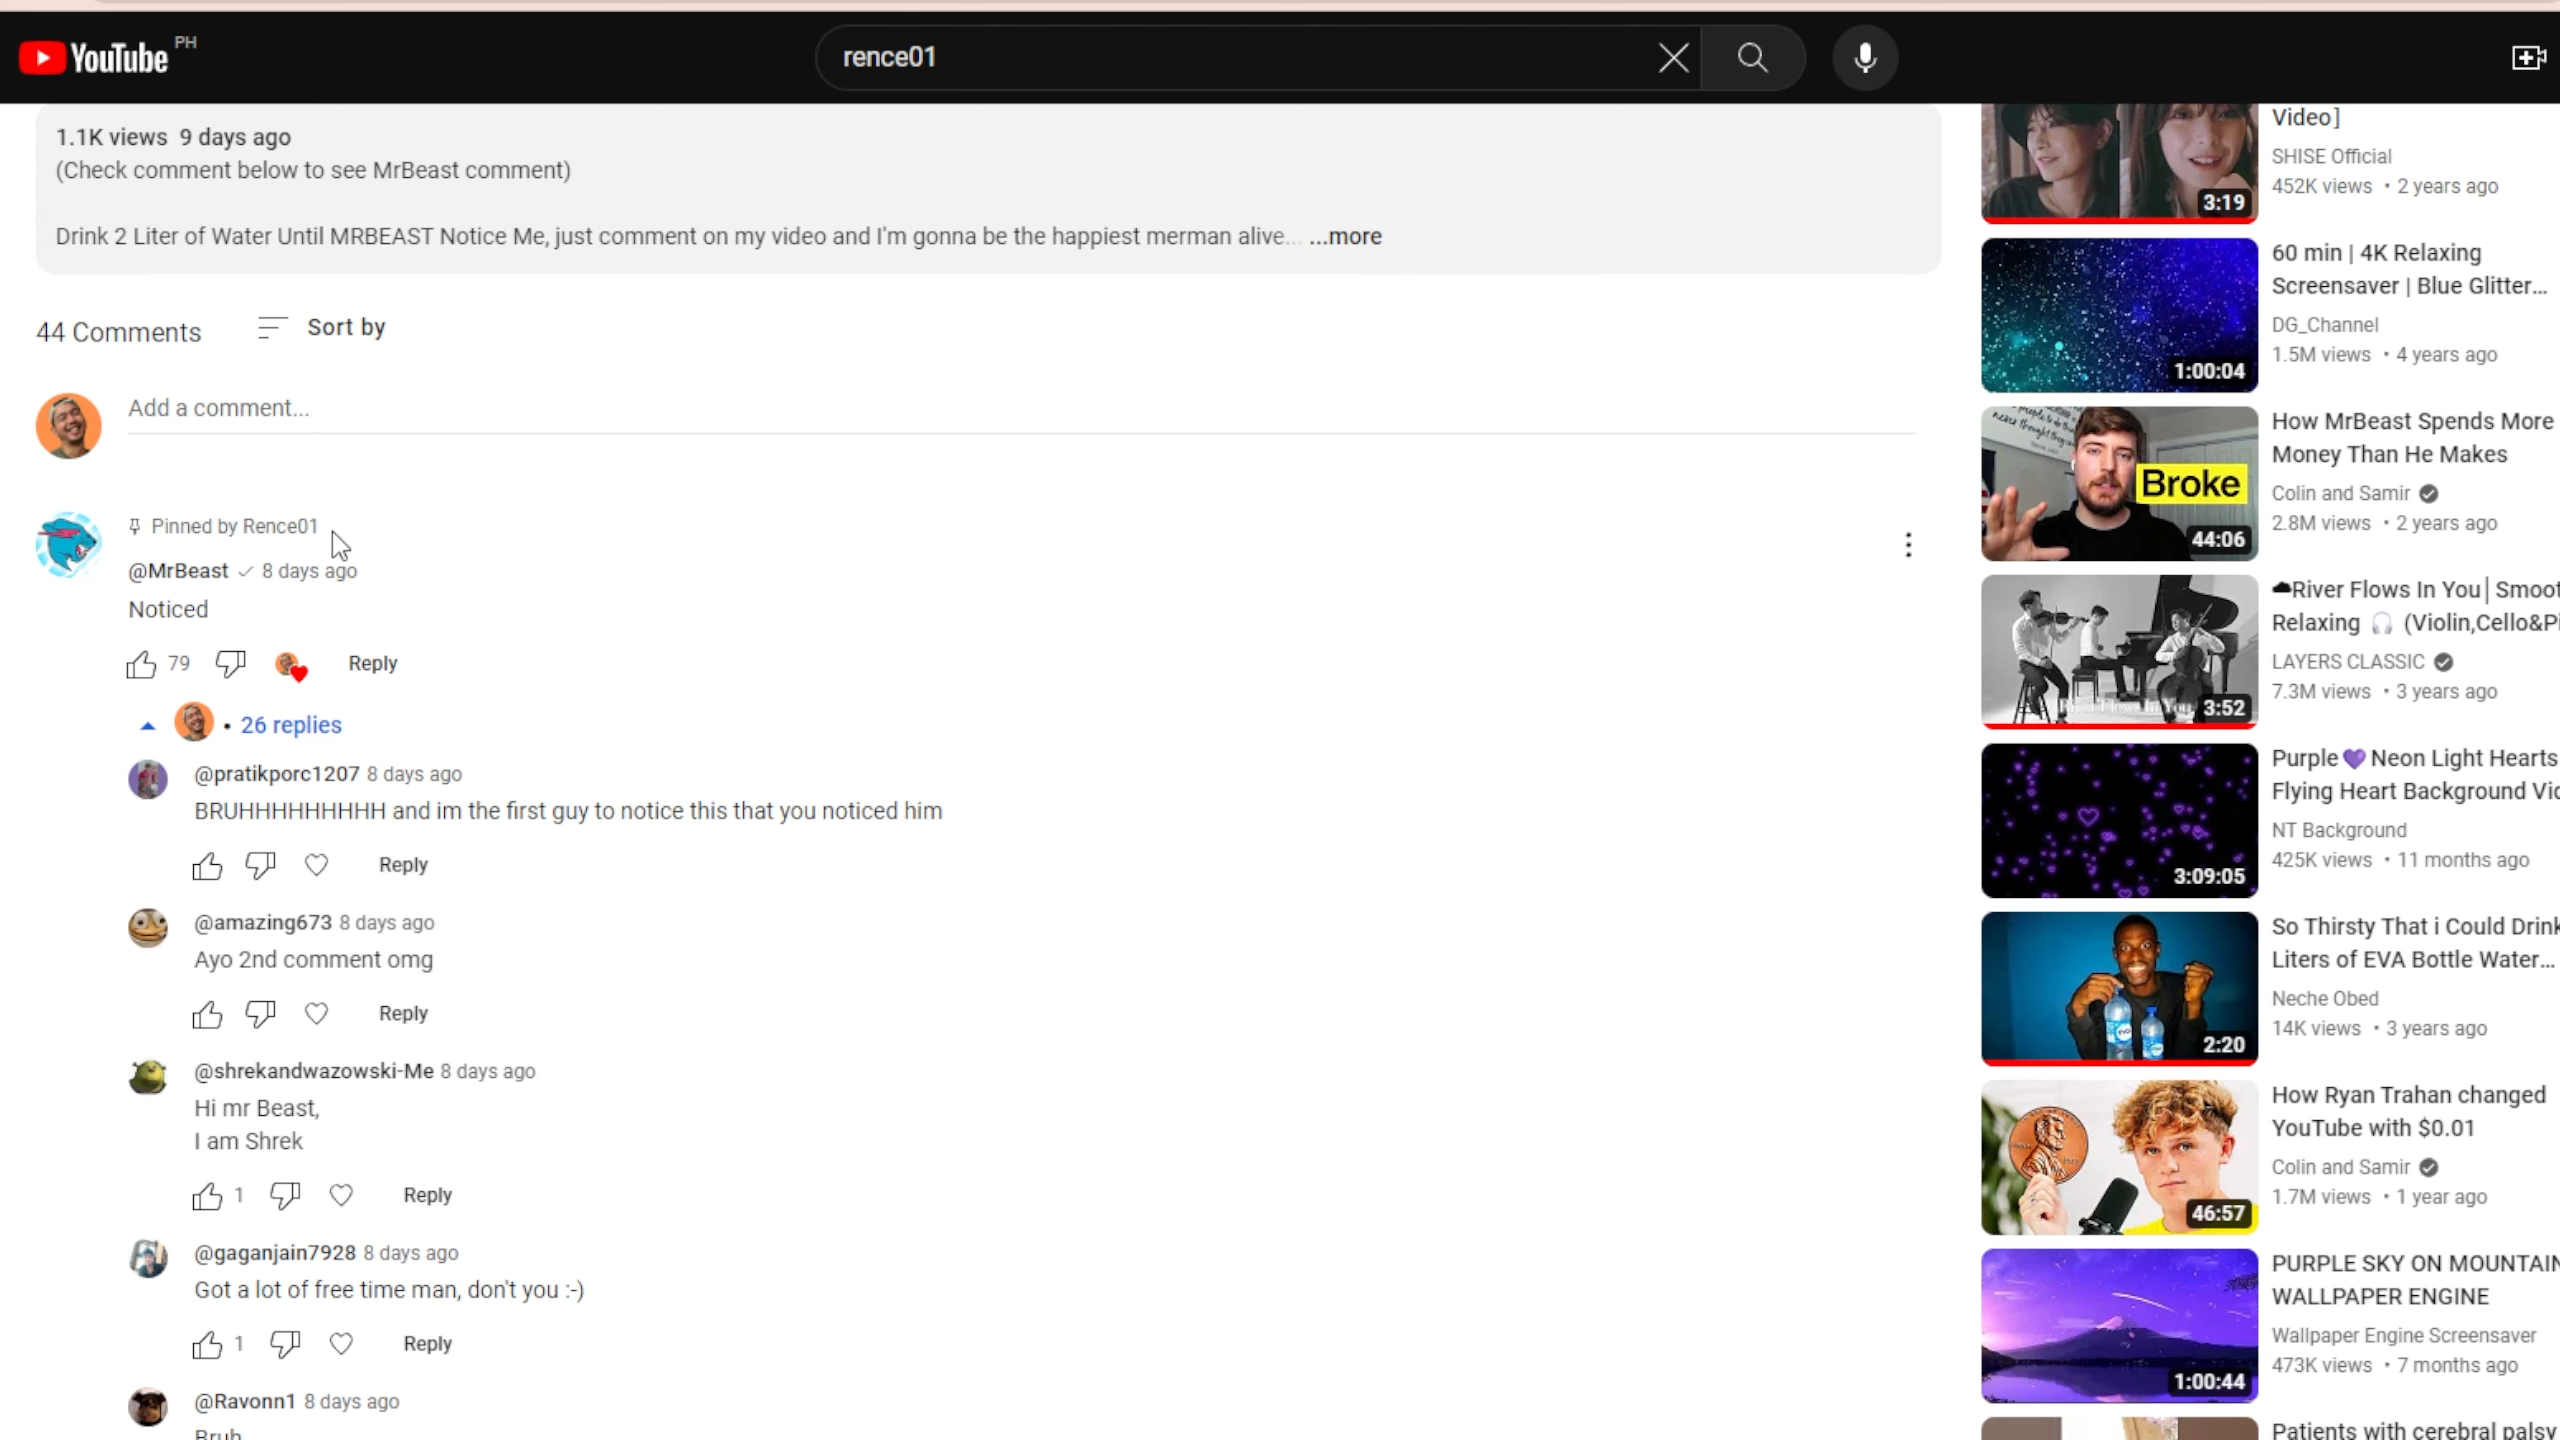 YouTube PH
rence01
1.1K views 9 days ago
(Check comment below to see MrBeast comment)
Drink 2 Liter of Water Until MRBEAST Notice Me, just comment on my video and I'm gonna be the happiest merman alive... ...more
44 Comments
Sort by
Add a comment...
Pinned by Rence01
@MrBeast 8 days ago
Noticed
79
Reply
26 replies
@pratikporc1207 8 days ago
BRUHHHHHHHHH and im the first guy to notice this that you noticed him
Reply
@amazing673 8 days ago
Ayo 2nd comment omg
Reply
@shrekandwazowski-Me 8 days ago
Hi mr Beast,
I am Shrek
1
Reply
@gaganjain7928 8 days ago
Got a lot of free time man, don't you :-)
1
Reply
@Ravonn1 8 days ago
Bruh
Video]
SHISE Official
452K views • 2 years ago
3:19
60 min | 4K Relaxing
Screensaver | Blue Glitter...
DG_Channel
1.5M views • 4 years ago
1:00:04
Broke
44:06
How MrBeast Spends More
Money Than He Makes
Colin and Samir
2.8M views • 2 years ago
River Flows In You| Smoot
Relaxing 🎧 (Violin,Cello&Pi
LAYERS CLASSIC
7.3M views • 3 years ago
3:52
Purple💜Neon Light Hearts
Flying Heart Background Vid
NT Background
425K views • 11 months ago
3:09:05
So Thirsty That i Could Drink
Liters of EVA Bottle Water...
Neche Obed
14K views • 3 years ago
2:20
How Ryan Trahan changed
YouTube with $0.01
Colin and Samir
1.7M views • 1 year ago
46:57
PURPLE SKY ON MOUNTAIN
WALLPAPER ENGINE
Wallpaper Engine Screensaver
473K views • 7 months ago
1:00:44
Patients with cerebral palsy